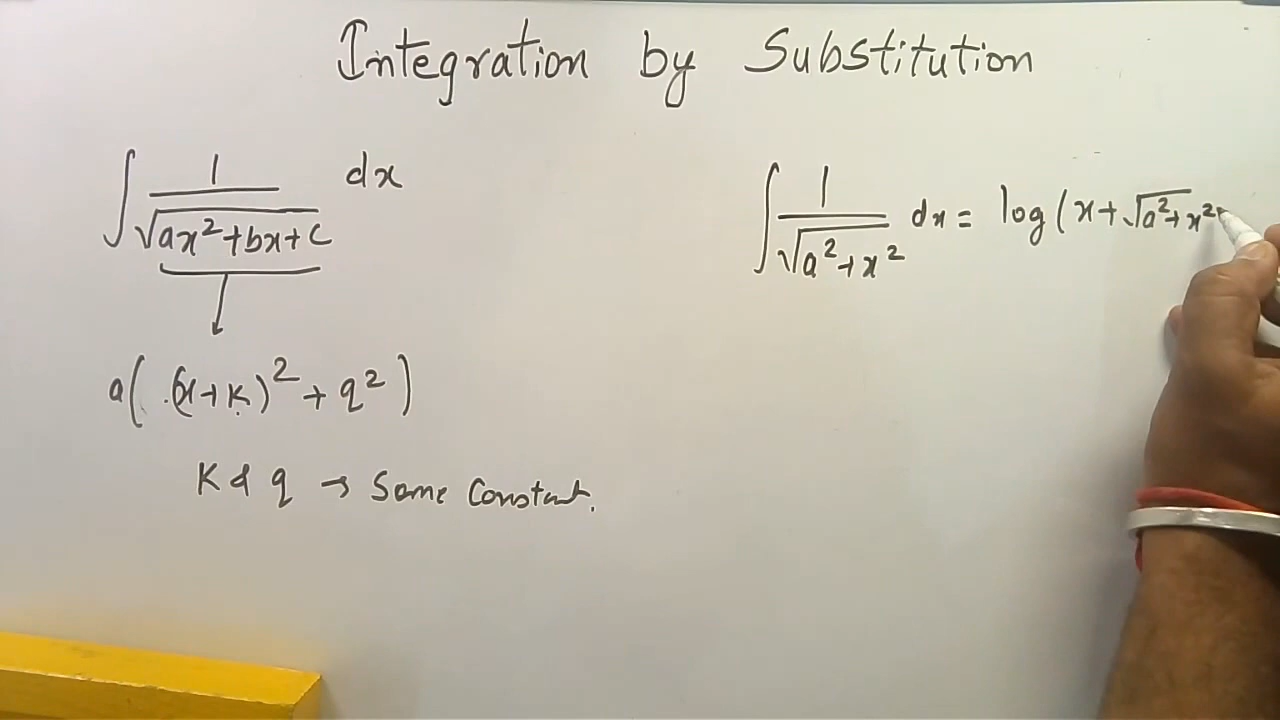 Integration by Substitution
∫ 1/√(ax²+bx+c) dx
a( (x+k)² + q² )
K & q → Some Constant.
∫ 1/√(a²+x²) dx = log(x+√(a²+x²